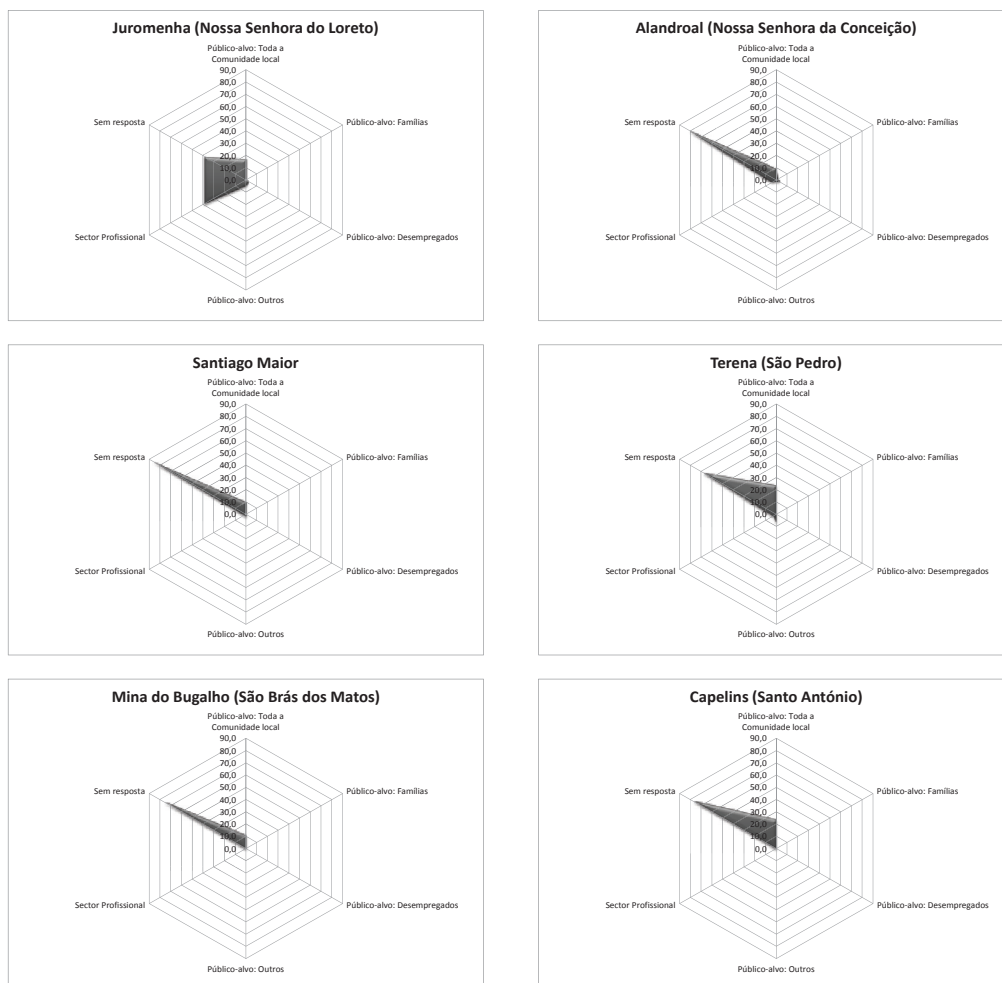 Juromenha (Nossa Senhora do Loreto)
Público-alvo: Toda a
Comunidade local
90,0
80,0
70,0
60,0
50,0
40,0
30,0
20,0
10,0
0,0
Sem resposta
Público-alvo: Famílias
Sector Profissional
Público-alvo: Desempregados
Público-alvo: Outros
Alandroal (Nossa Senhora da Conceição)
Público-alvo: Toda a
Comunidade local
90,0
80,0
70,0
60,0
50,0
40,0
30,0
20,0
10,0
0,0
Sem resposta
Público-alvo: Famílias
Sector Profissional
Público-alvo: Desempregados
Público-alvo: Outros
Santiago Maior
Público-alvo: Toda a
Comunidade local
90,0
80,0
70,0
60,0
50,0
40,0
30,0
20,0
10,0
0,0
Sem resposta
Público-alvo: Famílias
Sector Profissional
Público-alvo: Desempregados
Público-alvo: Outros
Terena (São Pedro)
Público-alvo: Toda a
Comunidade local
90,0
80,0
70,0
60,0
50,0
40,0
30,0
20,0
10,0
0,0
Sem resposta
Público-alvo: Famílias
Sector Profissional
Público-alvo: Desempregados
Público-alvo: Outros
Mina do Bugalho (São Brás dos Matos)
Público-alvo: Toda a
Comunidade local
90,0
80,0
70,0
60,0
50,0
40,0
30,0
20,0
10,0
0,0
Sem resposta
Público-alvo: Famílias
Sector Profissional
Público-alvo: Desempregados
Público-alvo: Outros
Capelins (Santo António)
Público-alvo: Toda a
Comunidade local
90,0
80,0
70,0
60,0
50,0
40,0
30,0
20,0
10,0
0,0
Sem resposta
Público-alvo: Famílias
Sector Profissional
Público-alvo: Desempregados
Público-alvo: Outros